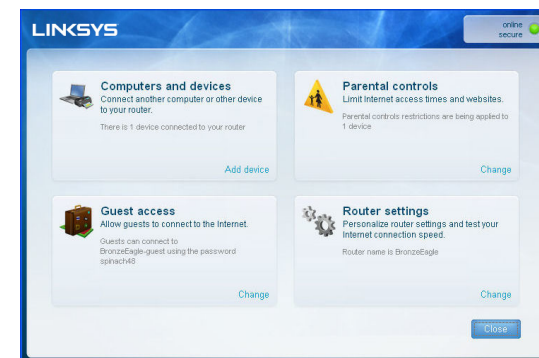 LINKSYS
online
secure
Computers and devices
Connect another computer or other device
to your router.
There is 1 device connected to your router
Add device
Parental controls
Limit Internet access times and websites.
Parental controls restrictions are being applied to
1 device
Change
Guest access
Allow guests to connect to the Internet.
Guests can connect to
BronzeEagle-guest using the password
spinach48
Change
Router settings
Personalize router settings and test your
Internet connection speed.
Router name is BronzeEagle
Change
Close